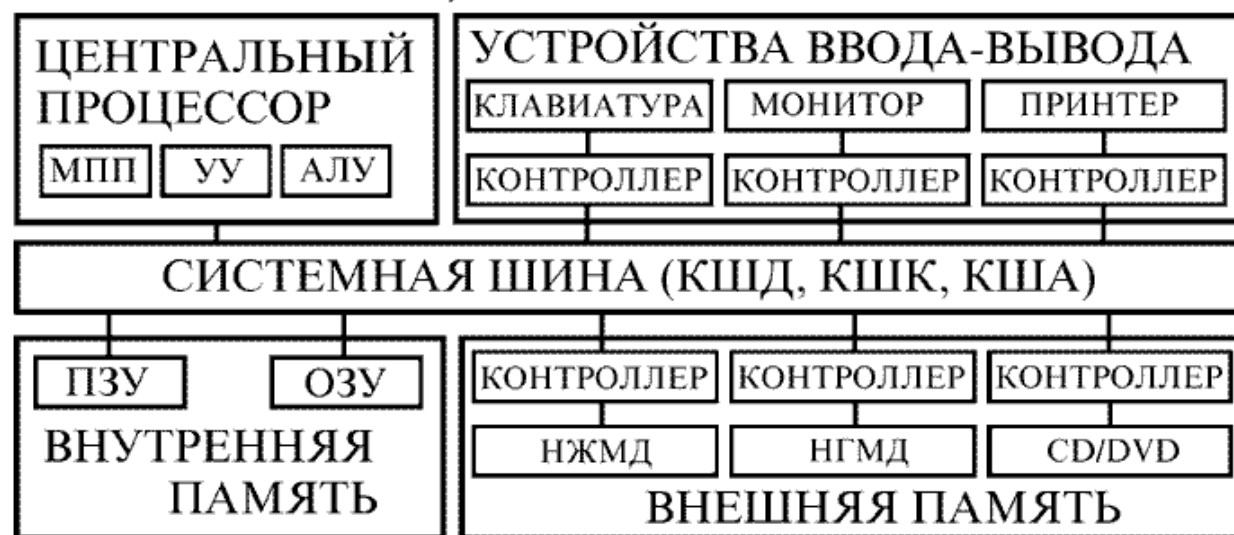 ЦЕНТРАЛЬНЫЙ
ПРОЦЕССОР
МПП УУ АЛУ
УСТРОЙСТВА ВВОДА-ВЫВОДА
КЛАВИАТУРА МОНИТОР ПРИНТЕР
КОНТРОЛЛЕР КОНТРОЛЛЕР КОНТРОЛЛЕР
СИСТЕМНАЯ ШИНА (КШД, КШК, КША)
ПЗУ ОЗУ
ВНУТРЕННЯЯ
ПАМЯТЬ
КОНТРОЛЛЕР КОНТРОЛЛЕР КОНТРОЛЛЕР
НЖМД НГМД CD/DVD
ВНЕШНЯЯ ПАМЯТЬ